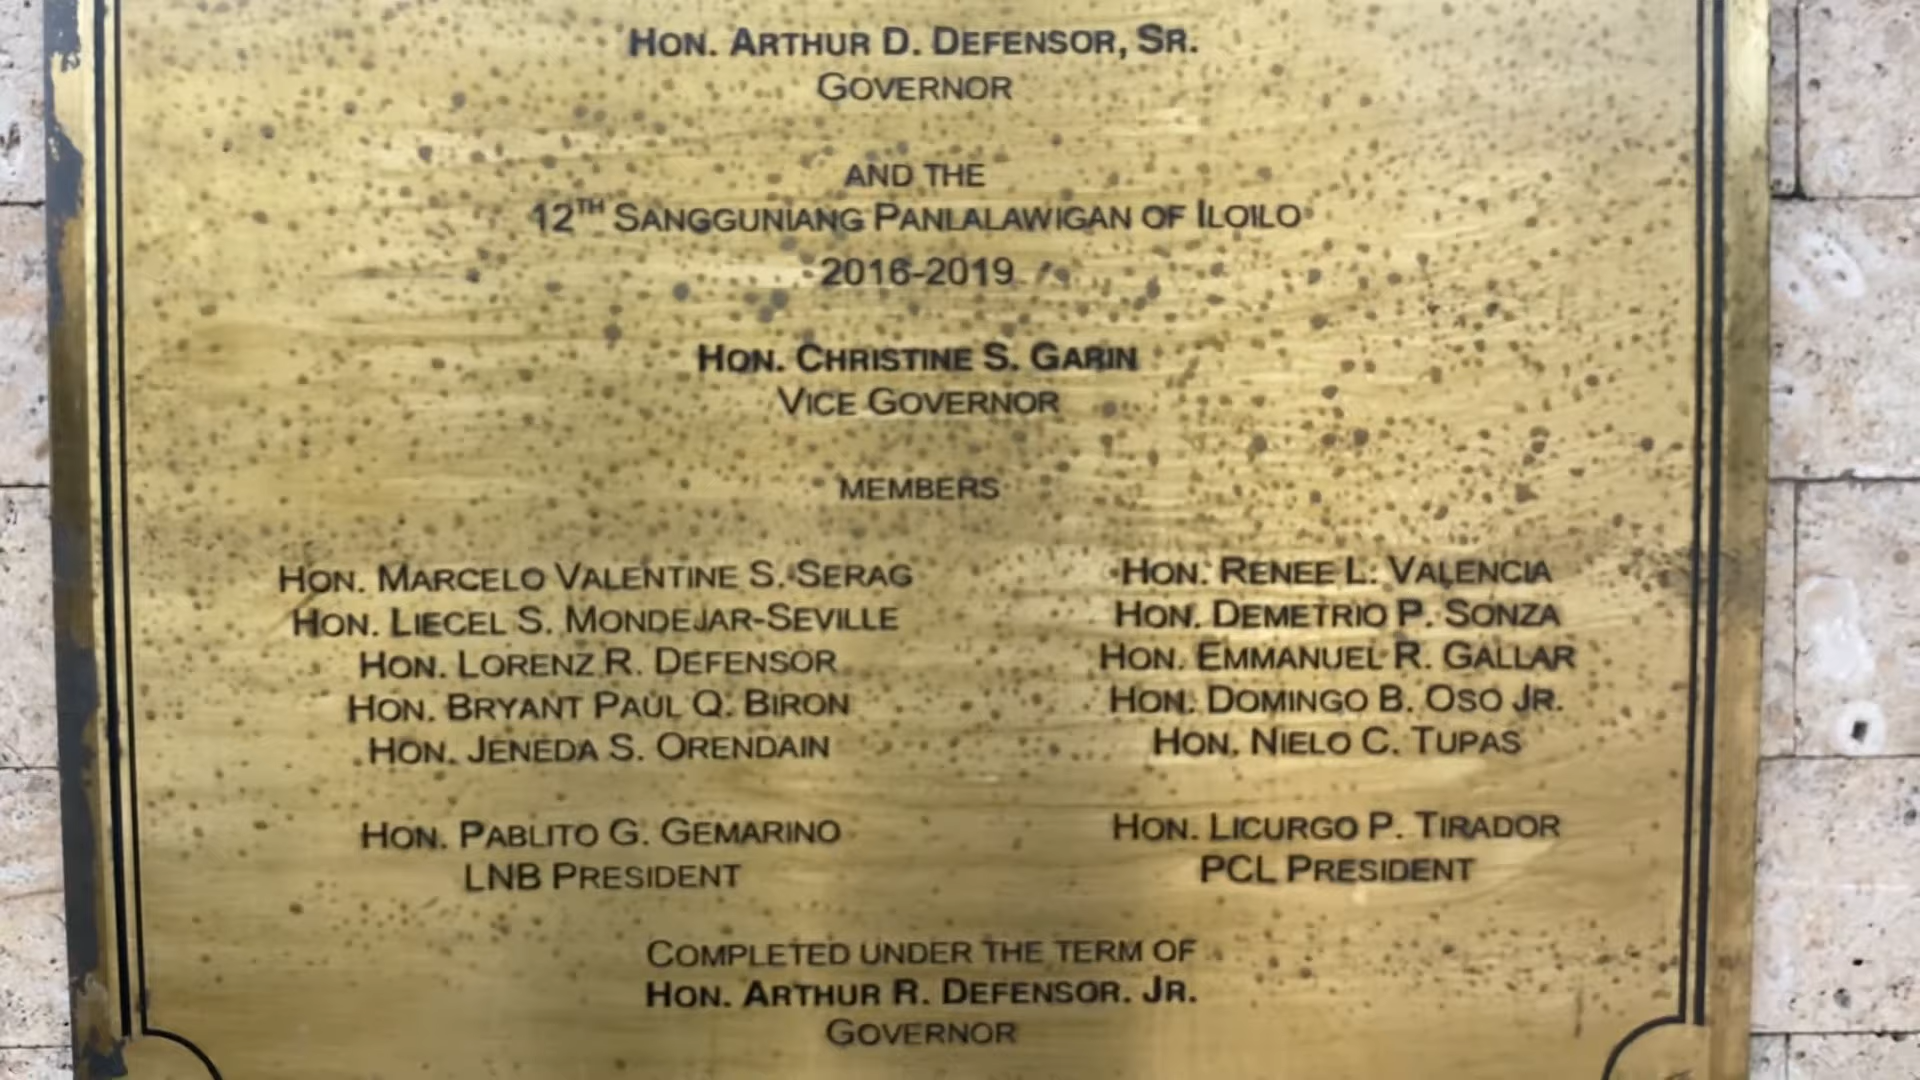 HON. ARTHUR D. DEFENSOR, SR.
GOVERNOR
AND THE
12TH SANGGUNIANG PANLALAWIGAN OF ILOILO
2016-2019
HON. CHRISTINE S. GARIN
VICE GOVERNOR
MEMBERS
HON. MARCELO VALENTINE S. SERAG
HON. LIECEL S. MONDEJAR-SEVILLE
HON. LORENZ R. DEFENSOR
HON. BRYANT PAUL Q. BIRON
HON. JENEDA S. ORENDAIN
HON. RENEE L. VALENCIA
HON. DEMETRIO P. SONZA
HON. EMMANUEL R. GALLAR
HON. DOMINGO B. OSO JR.
HON. NIELO C. TUPAS
HON. PABLITO G. GEMARINO
LNB PRESIDENT
HON. LICURGO P. TIRADOR
PCL PRESIDENT
COMPLETED UNDER THE TERM OF
HON. ARTHUR R. DEFENSOR. JR.
GOVERNOR